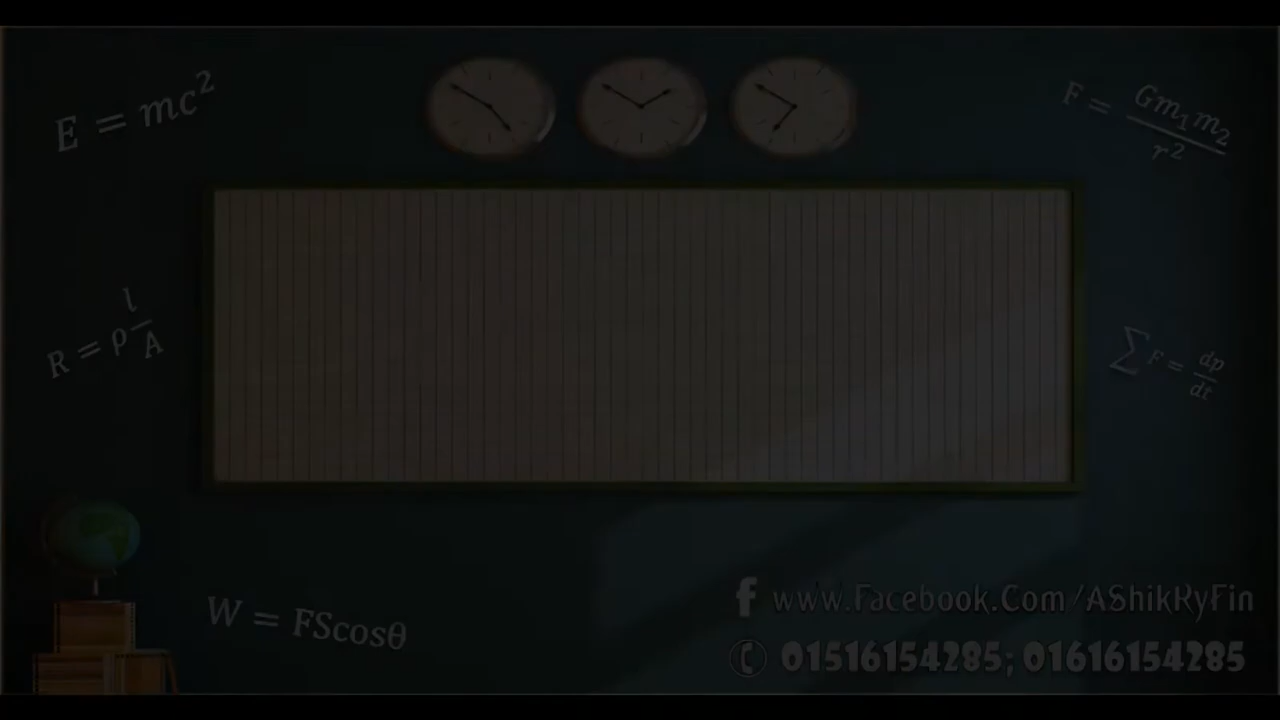 E = mc²
F = Gm₁m₂/r²
R = ρ l/A
∑ F = dp/dt
W = FScosθ
www.Facebook.Com/AShikRyFin
01516154285; 01616154285